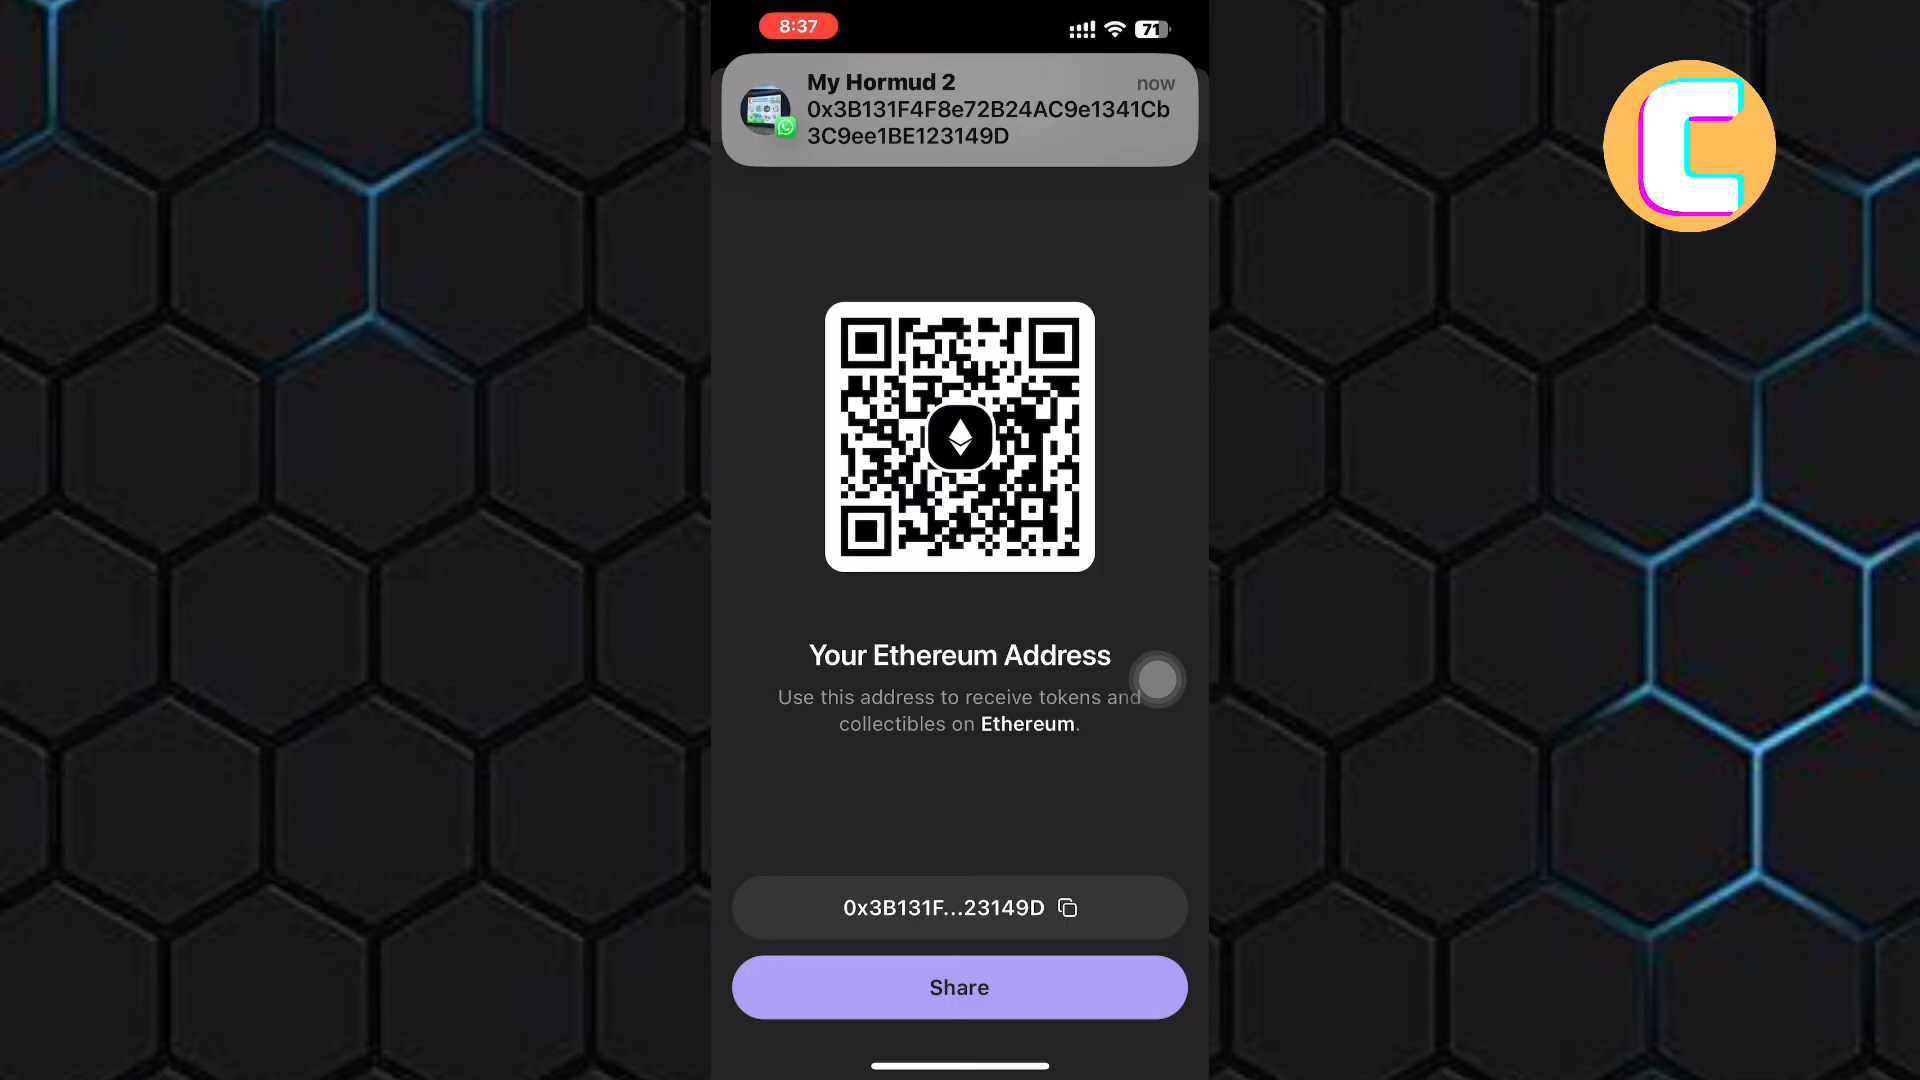 8:37
71
My Hormud 2
now
0x3B131F4F8e72B24AC9e1341Cb
3C9ee1BE123149D
C
Your Ethereum Address
Use this address to receive tokens and
collectibles on Ethereum.
0x3B131F...23149D
Share